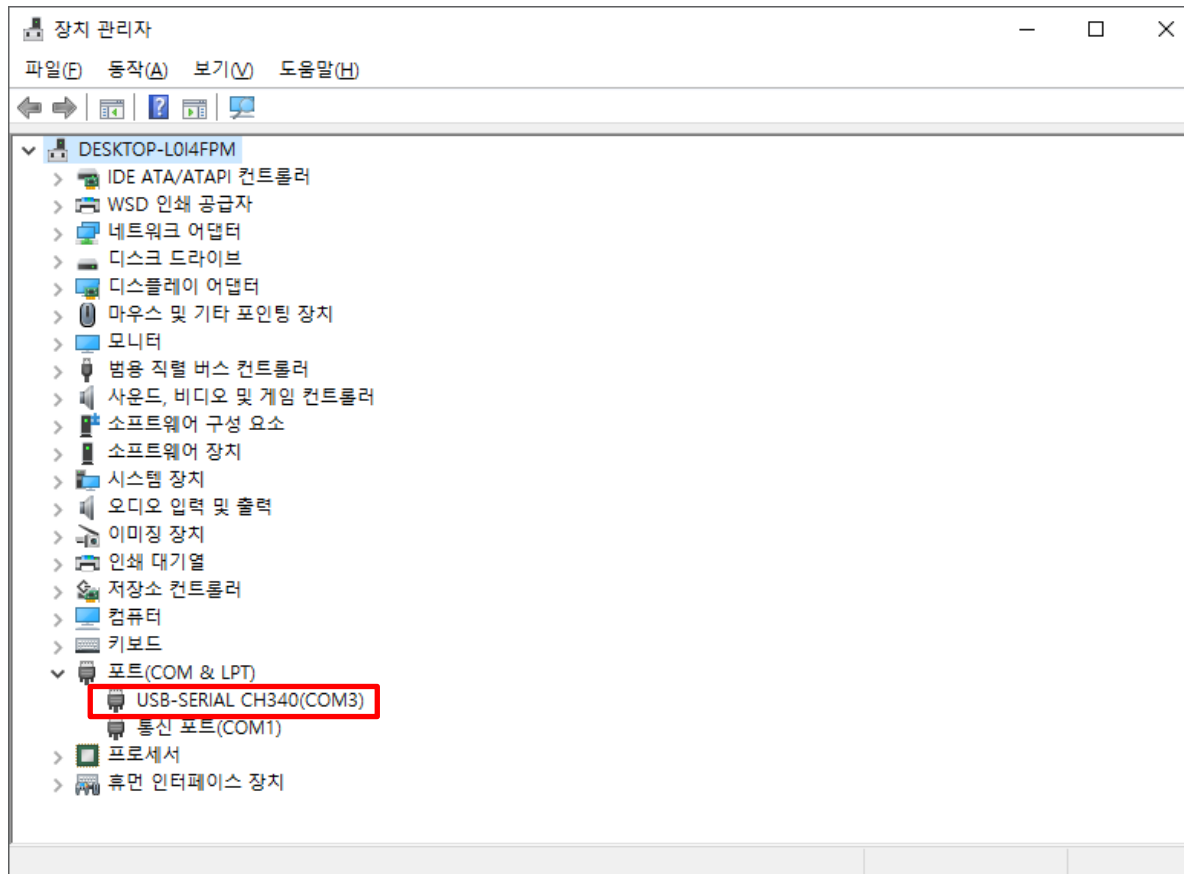 장치 관리자
파일(F) 동작(A) 보기(V) 도움말(H)
DESKTOP-L0I4FPM
IDE ATA/ATAPI 컨트롤러
WSD 인쇄 공급자
네트워크 어댑터
디스크 드라이브
디스플레이 어댑터
마우스 및 기타 포인팅 장치
모니터
범용 직렬 버스 컨트롤러
사운드, 비디오 및 게임 컨트롤러
소프트웨어 구성 요소
소프트웨어 장치
시스템 장치
오디오 입력 및 출력
이미징 장치
인쇄 대기열
저장소 컨트롤러
컴퓨터
키보드
포트(COM & LPT)
USB-SERIAL CH340(COM3)
통신 포트(COM1)
프로세서
휴먼 인터페이스 장치